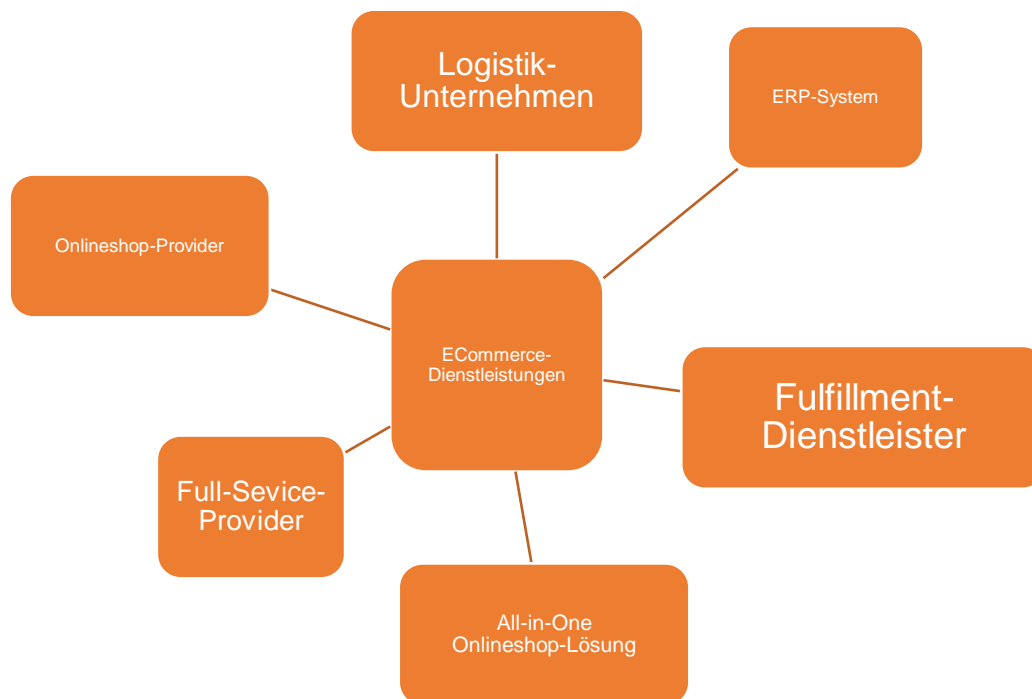 Logistik-
Unternehmen
ERP-System
Onlineshop-Provider
ECommerce-
Dienstleistungen
Fulfillment-
Dienstleister
Full-Sevice-
Provider
All-in-One
Onlineshop-Lösung